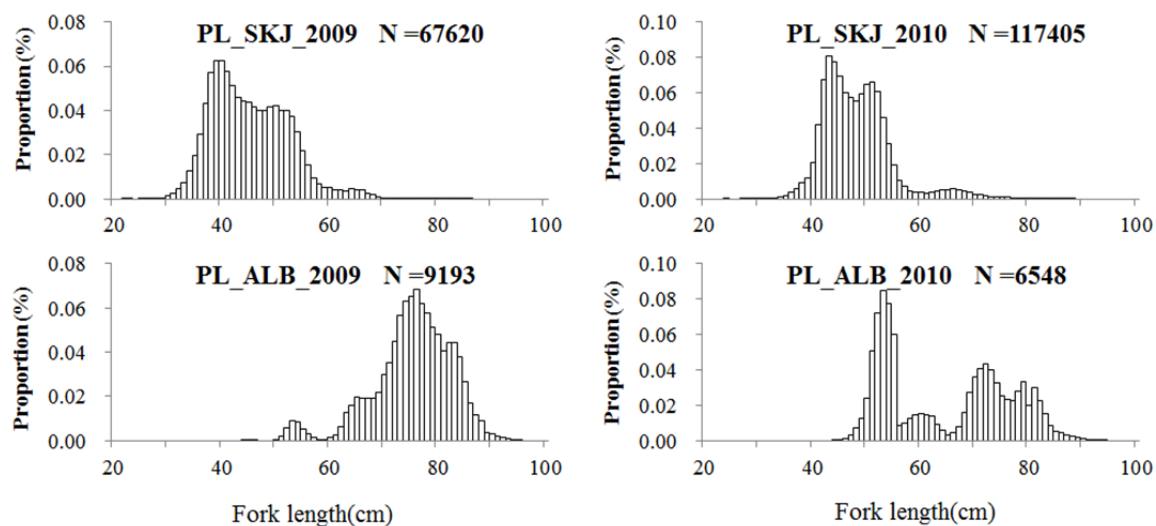 PL_SKJ_2009 N =67620
Proportion(%)
0.08
0.06
0.04
0.02
0.00
20 40 60 80 100
PL_SKJ_2010 N =117405
Proportion(%)
0.10
0.08
0.06
0.04
0.02
0.00
20 40 60 80 100
PL_ALB_2009 N =9193
Proportion(%)
0.08
0.06
0.04
0.02
0.00
20 40 60 80 100
Fork length(cm)
PL_ALB_2010 N =6548
Proportion(%)
0.10
0.08
0.06
0.04
0.02
0.00
20 40 60 80 100
Fork length(cm)